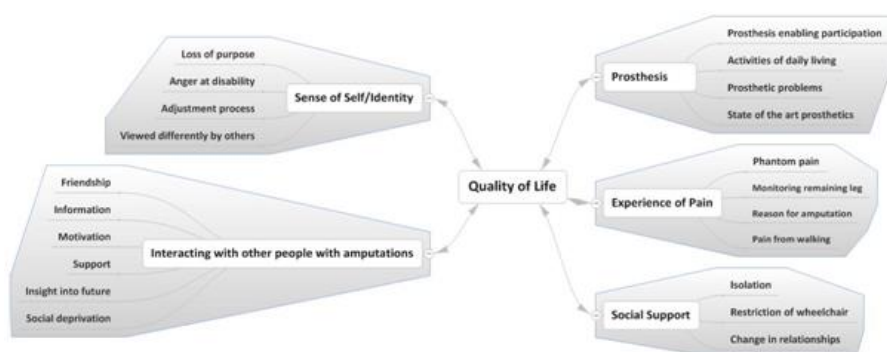 Loss of purpose
Anger at disability
Adjustment process
Viewed differently by others
Sense of Self/Identity
Friendship
Information
Motivation
Support
Insight into future
Social deprivation
Interacting with other people with amputations
Quality of Life
Prosthesis
Prosthesis enabling participation
Activities of daily living
Prosthetic problems
State of the art prosthetics
Experience of Pain
Phantom pain
Monitoring remaining leg
Reason for amputation
Pain from walking
Social Support
Isolation
Restriction of wheelchair
Change in relationships